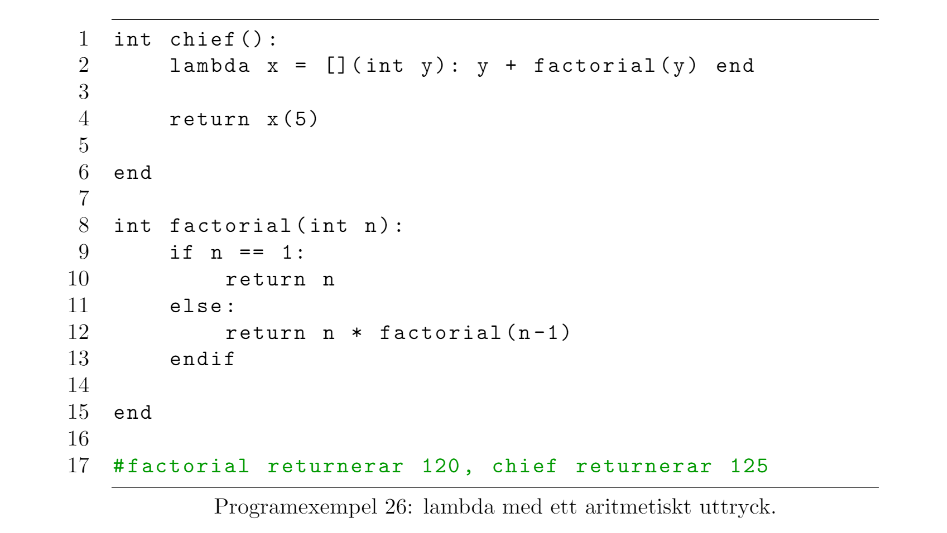 1 int chief():
2     lambda x = [](int y): y + factorial(y) end
3
4     return x(5)
5
6 end
7
8 int factorial(int n):
9     if n == 1:
10         return n
11     else:
12         return n * factorial(n-1)
13     endif
14
15 end
16
17 #factorial returnerar 120, chief returnerar 125
Programexempel 26: lambda med ett aritmetiskt uttryck.